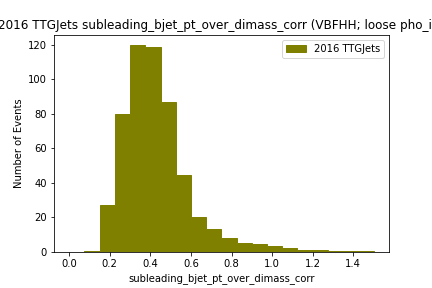 2016 TTGJets subleading_bjet_pt_over_dimass_corr (VBFHH; loose pho_i
2016 TTGJets
120
100
80
60
40
20
0
Number of Events
0.0 0.2 0.4 0.6 0.8 1.0 1.2 1.4
subleading_bjet_pt_over_dimass_corr